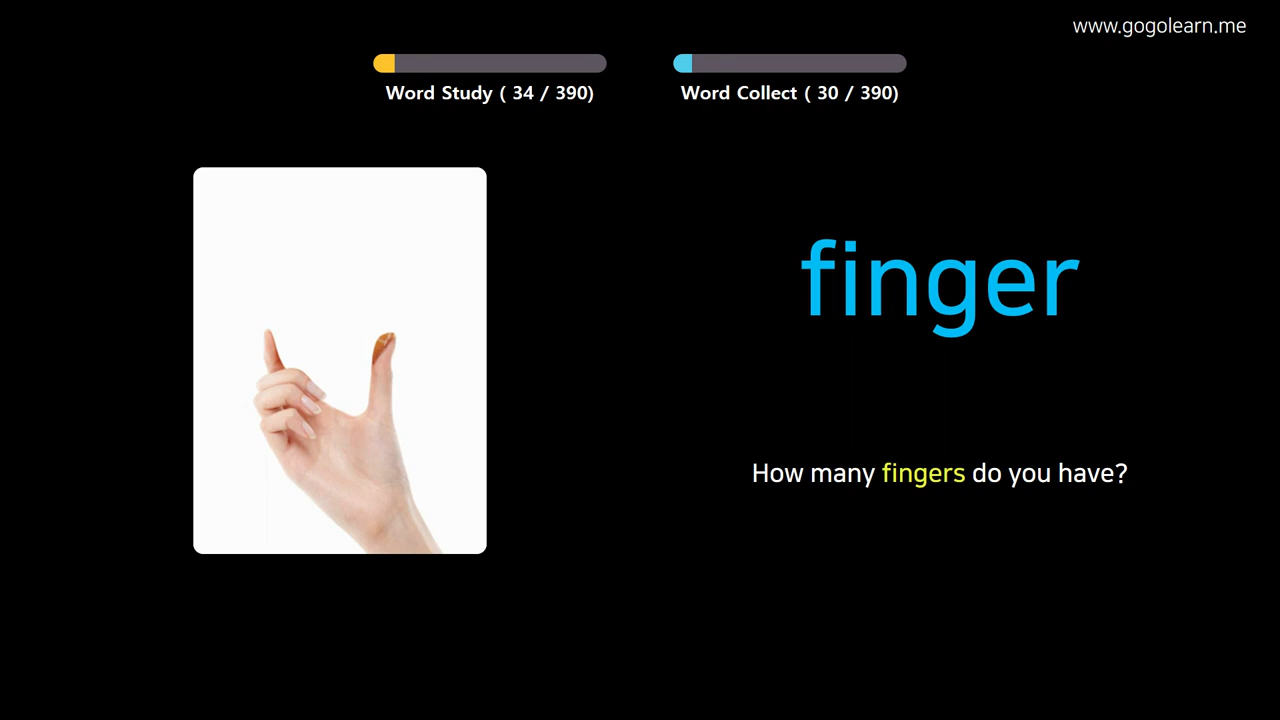 www.gogolearn.me
Word Study ( 34 / 390)
Word Collect ( 30 / 390)
finger
How many fingers do you have?